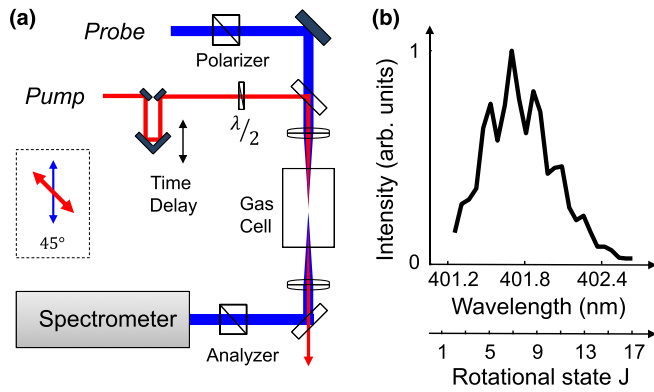 (a)
Probe
Polarizer
Pump
λ/2
Time
Delay
45°
Gas
Cell
Spectrometer
Analyzer
(b)
Intensity (arb. units)
1
0
401.2 401.8 402.4
Wavelength (nm)
1 5 9 13 17
Rotational state J